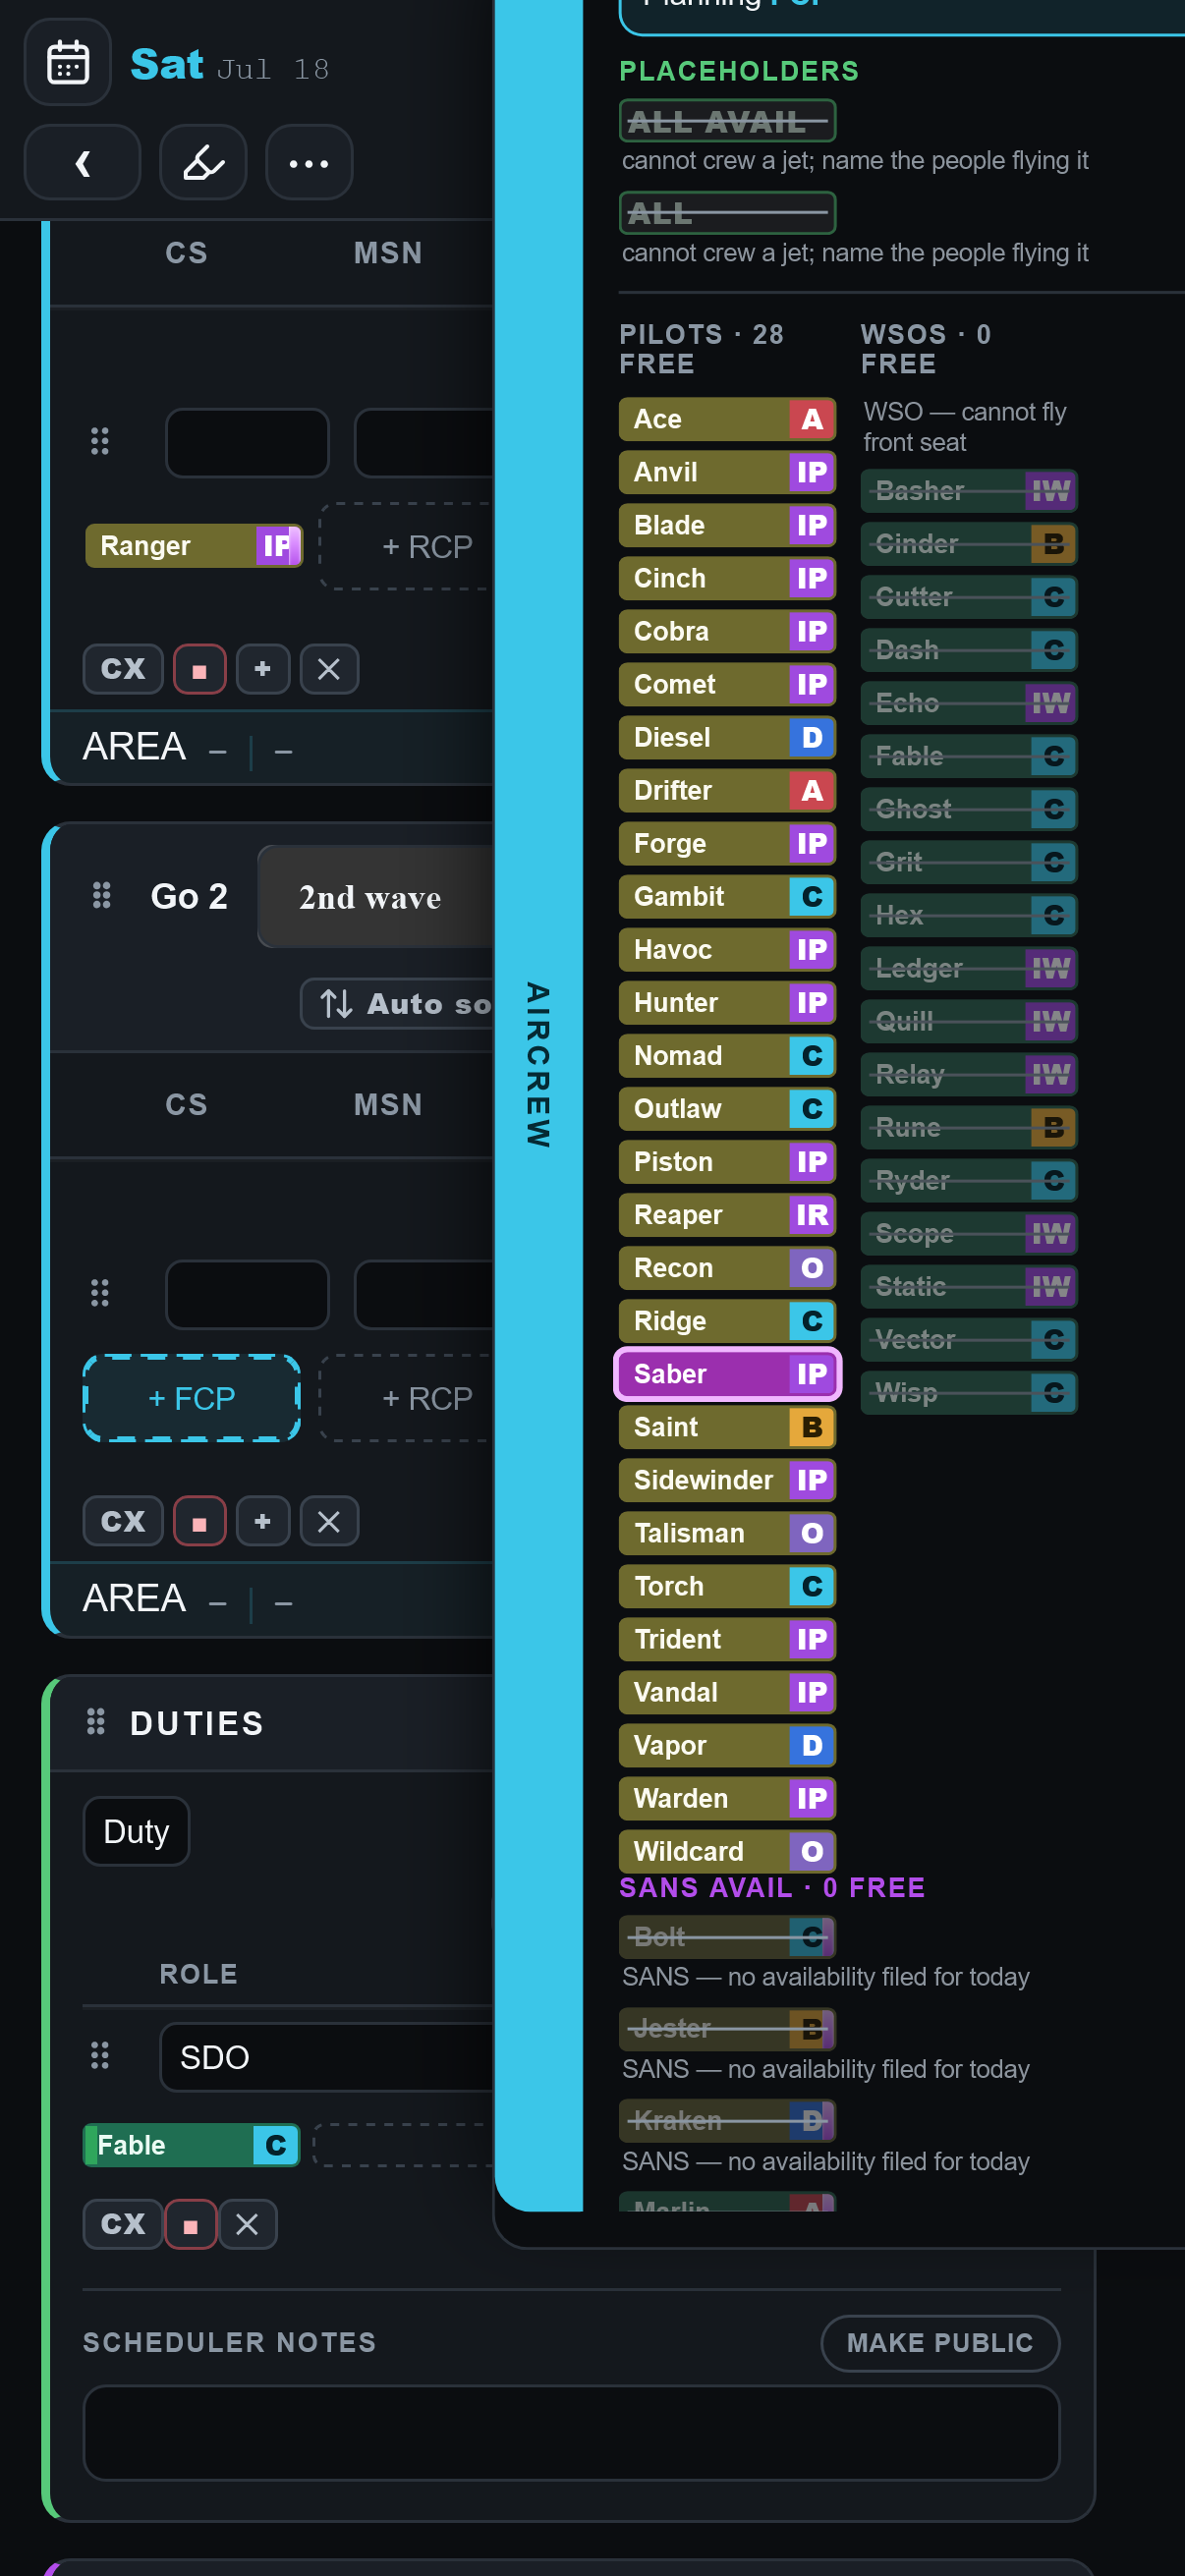 Sat Jul 18
CS MSN
Ranger IP + RCP
CX +
AREA – | –
Go 2 2nd wave
Auto so
CS MSN
+ FCP + RCP
CX +
AREA – | –
DUTIES
Duty
ROLE
SDO
Fable C
CX
SCHEDULER NOTES MAKE PUBLIC
AIRCREW
Planning FCP
PLACEHOLDERS
ALL AVAIL
cannot crew a jet; name the people flying it
ALL
cannot crew a jet; name the people flying it
PILOTS · 28
FREE
Ace A
Anvil IP
Blade IP
Cinch IP
Cobra IP
Comet IP
Diesel D
Drifter A
Forge IP
Gambit C
Havoc IP
Hunter IP
Nomad C
Outlaw C
Piston IP
Reaper IR
Recon O
Ridge C
Saber IP
Saint B
Sidewinder IP
Talisman O
Torch C
Trident IP
Vandal IP
Vapor D
Warden IP
Wildcard O
WSOS · 0
FREE
WSO — cannot fly
front seat
Basher IW
Cinder B
Cutter C
Dash C
Echo IW
Fable C
Ghost C
Grit C
Hex C
Ledger IW
Quill IW
Relay IW
Rune B
Ryder C
Scope IW
Static IW
Vector C
Wisp C
SANS AVAIL · 0 FREE
Bolt C
SANS — no availability filed for today
Jester B
SANS — no availability filed for today
Kraken D
SANS — no availability filed for today
Marlin A